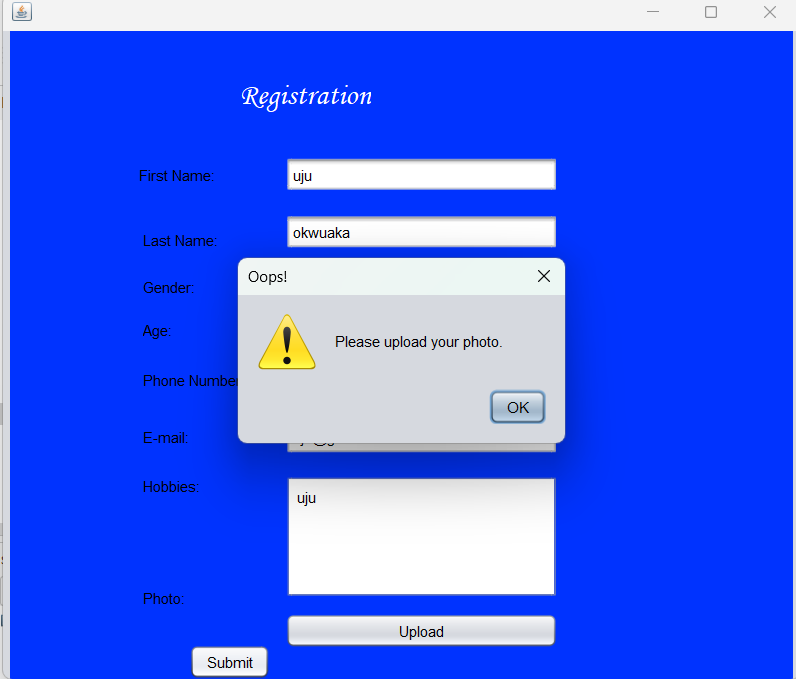 Registration
First Name: uju
Last Name: okwuaka
Oops!
Gender:
Age:
Please upload your photo.
Phone Number
OK
E-mail:
Hobbies: uju
Photo:
Upload
Submit